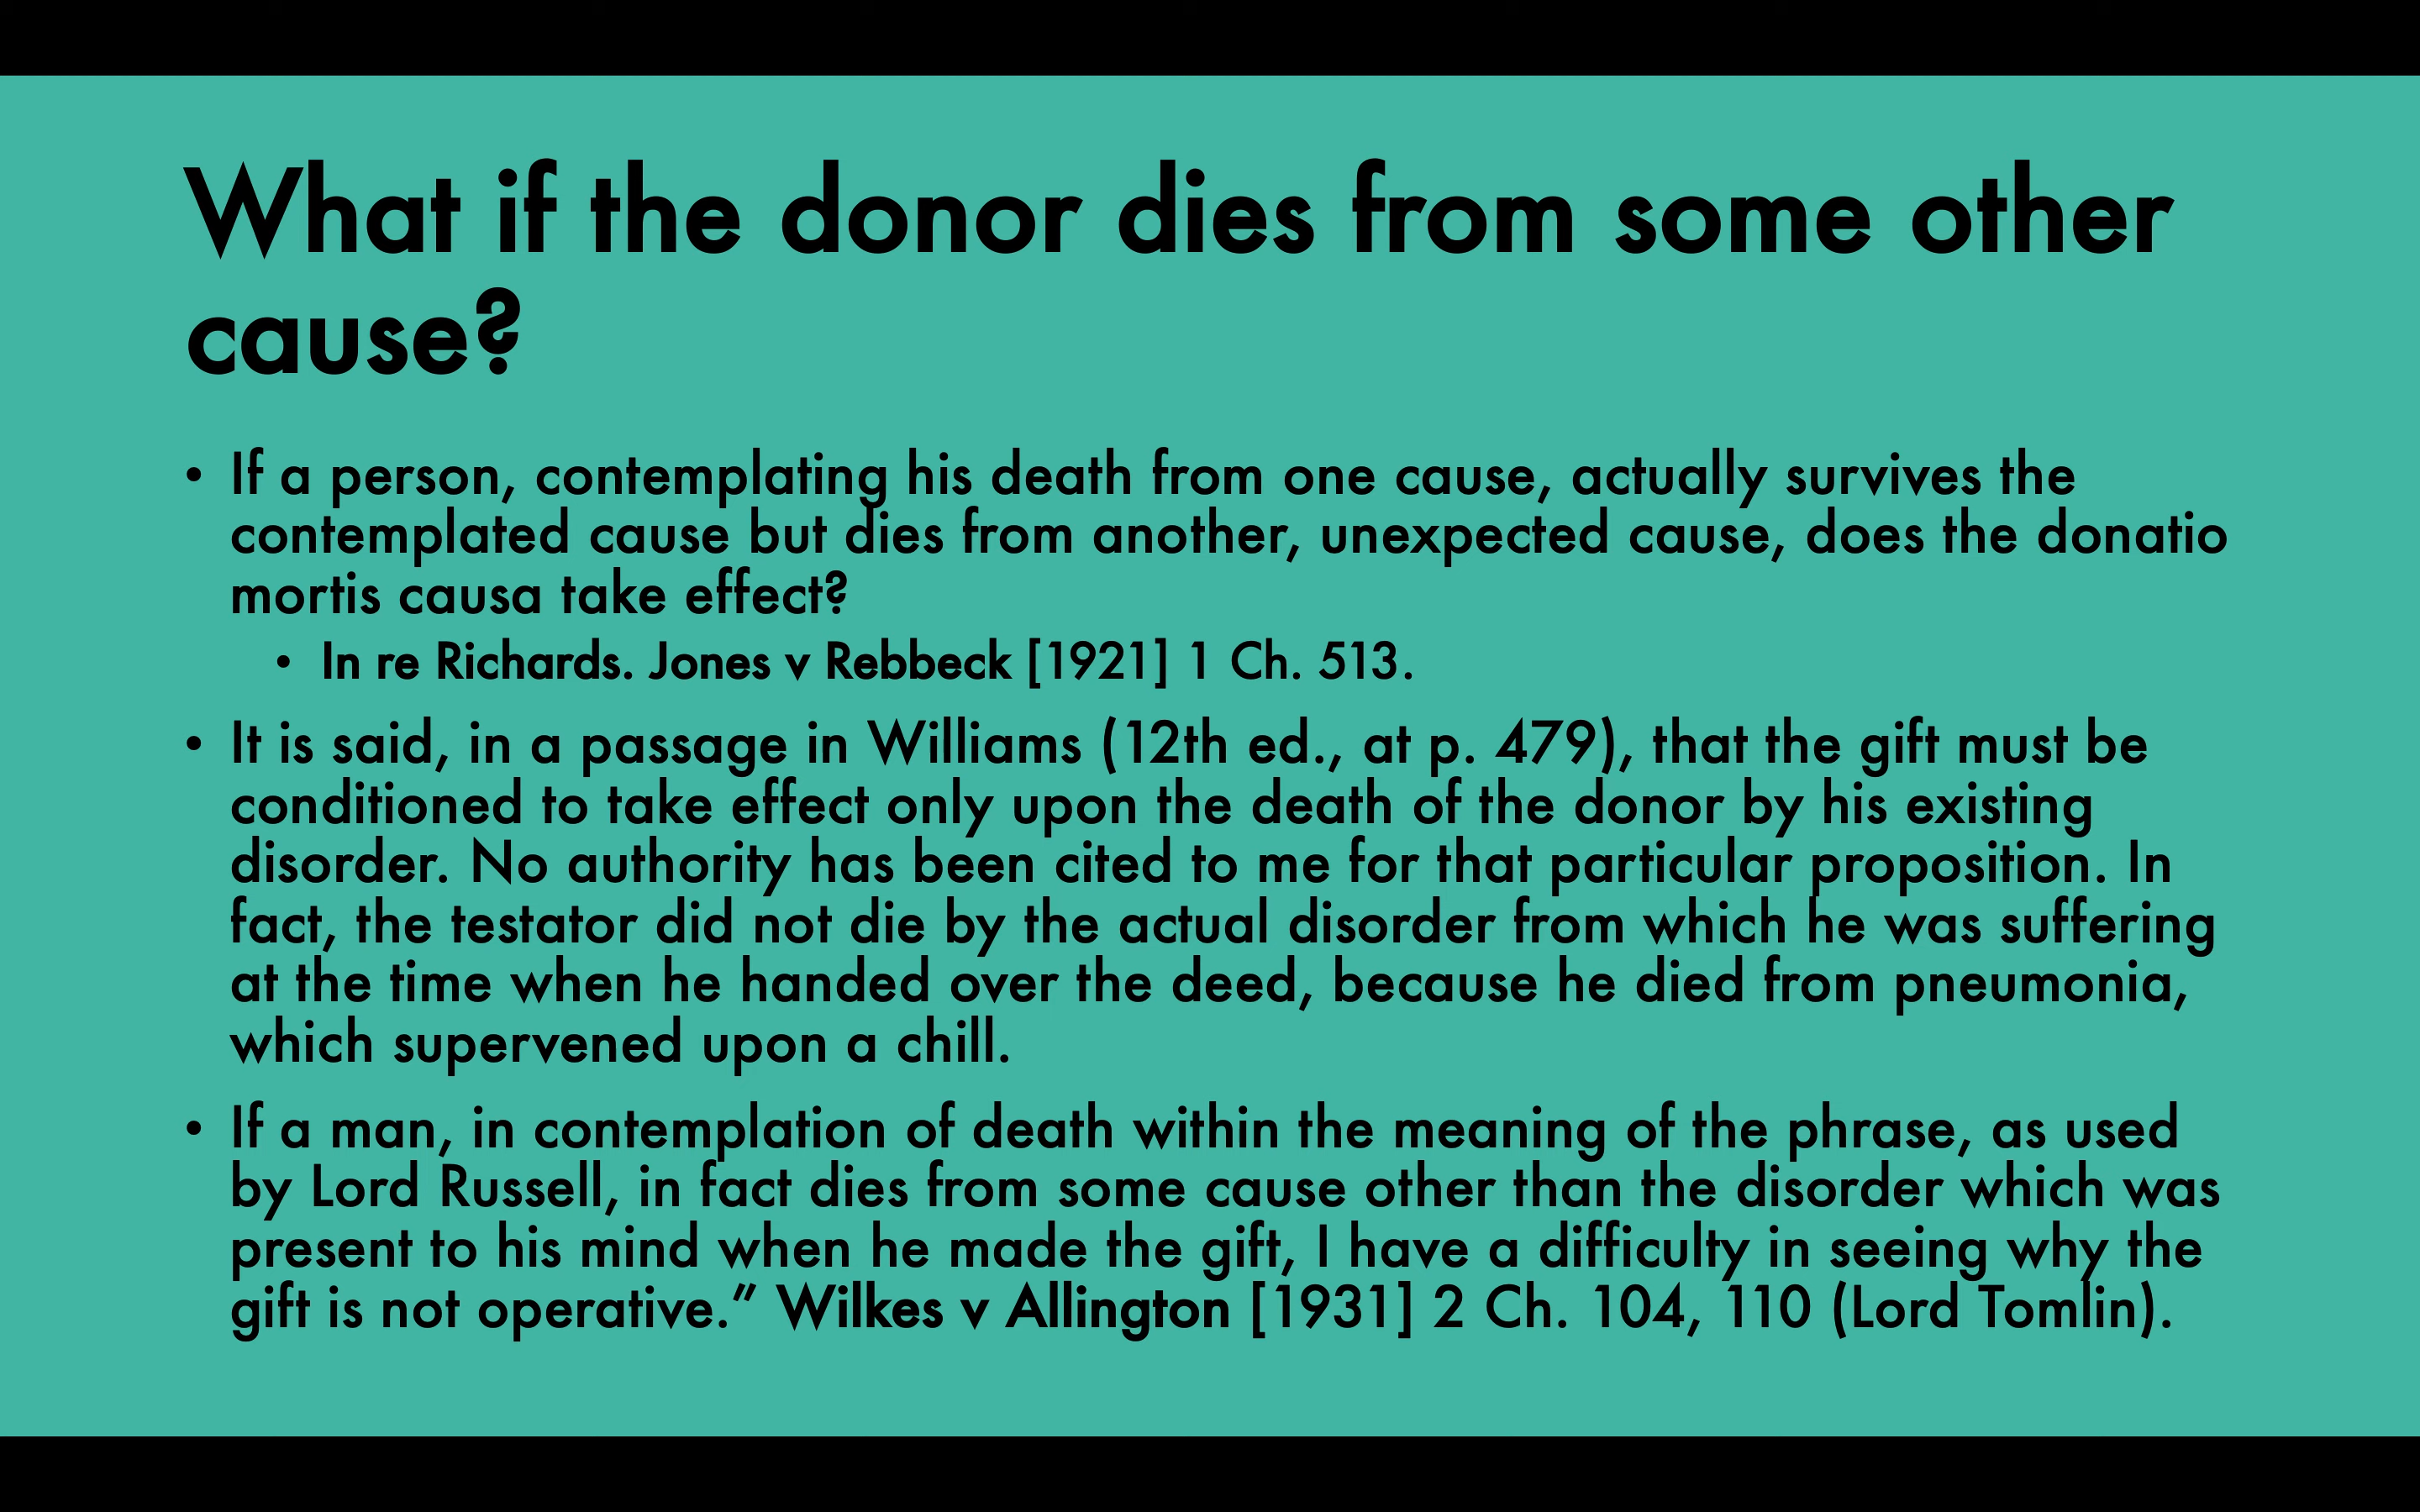 What if the donor dies from some other
cause?
• If a person, contemplating his death from one cause, actually survives the
contemplated cause but dies from another, unexpected cause, does the donatio
mortis causa take effect?
• In re Richards. Jones v Rebbeck [1921] 1 Ch. 513.
• It is said, in a passage in Williams (12th ed., at p. 479), that the gift must be
conditioned to take effect only upon the death of the donor by his existing
disorder. No authority has been cited to me for that particular proposition. In
fact, the testator did not die by the actual disorder from which he was suffering
at the time when he handed over the deed, because he died from pneumonia,
which supervened upon a chill.
• If a man, in contemplation of death within the meaning of the phrase, as used
by Lord Russell, in fact dies from some cause other than the disorder which was
present to his mind when he made the gift, I have a difficulty in seeing why the
gift is not operative.” Wilkes v Allington [1931] 2 Ch. 104, 110 (Lord Tomlin).